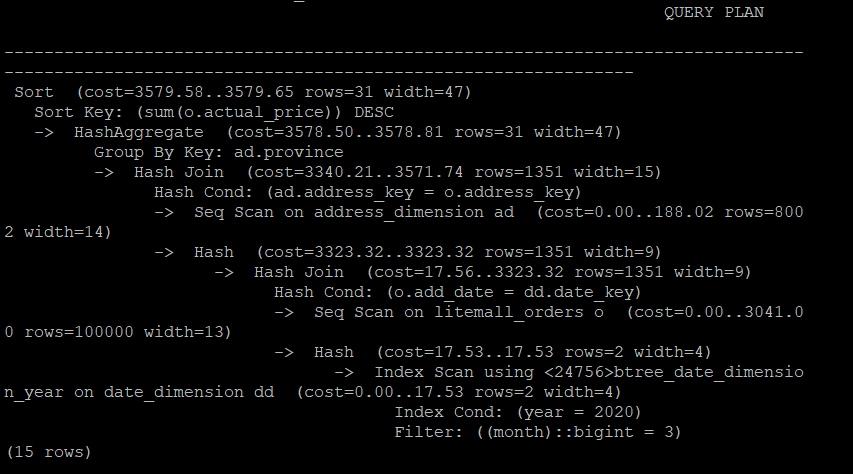 QUERY PLAN
--------------------------------------------------------------------------------
---------------------------------------------------------------
 Sort  (cost=3579.58..3579.65 rows=31 width=47)
   Sort Key: (sum(o.actual_price)) DESC
   ->  HashAggregate  (cost=3578.50..3578.81 rows=31 width=47)
         Group By Key: ad.province
         ->  Hash Join  (cost=3340.21..3571.74 rows=1351 width=15)
               Hash Cond: (ad.address_key = o.address_key)
               ->  Seq Scan on address_dimension ad  (cost=0.00..188.02 rows=800
2 width=14)
               ->  Hash  (cost=3323.32..3323.32 rows=1351 width=9)
                     ->  Hash Join  (cost=17.56..3323.32 rows=1351 width=9)
                           Hash Cond: (o.add_date = dd.date_key)
                           ->  Seq Scan on litemall_orders o  (cost=0.00..3041.0
0 rows=100000 width=13)
                           ->  Hash  (cost=17.53..17.53 rows=2 width=4)
                                 ->  Index Scan using <24756>btree_date_dimensio
n_year on date_dimension dd  (cost=0.00..17.53 rows=2 width=4)
                                       Index Cond: (year = 2020)
                                       Filter: ((month)::bigint = 3)
(15 rows)